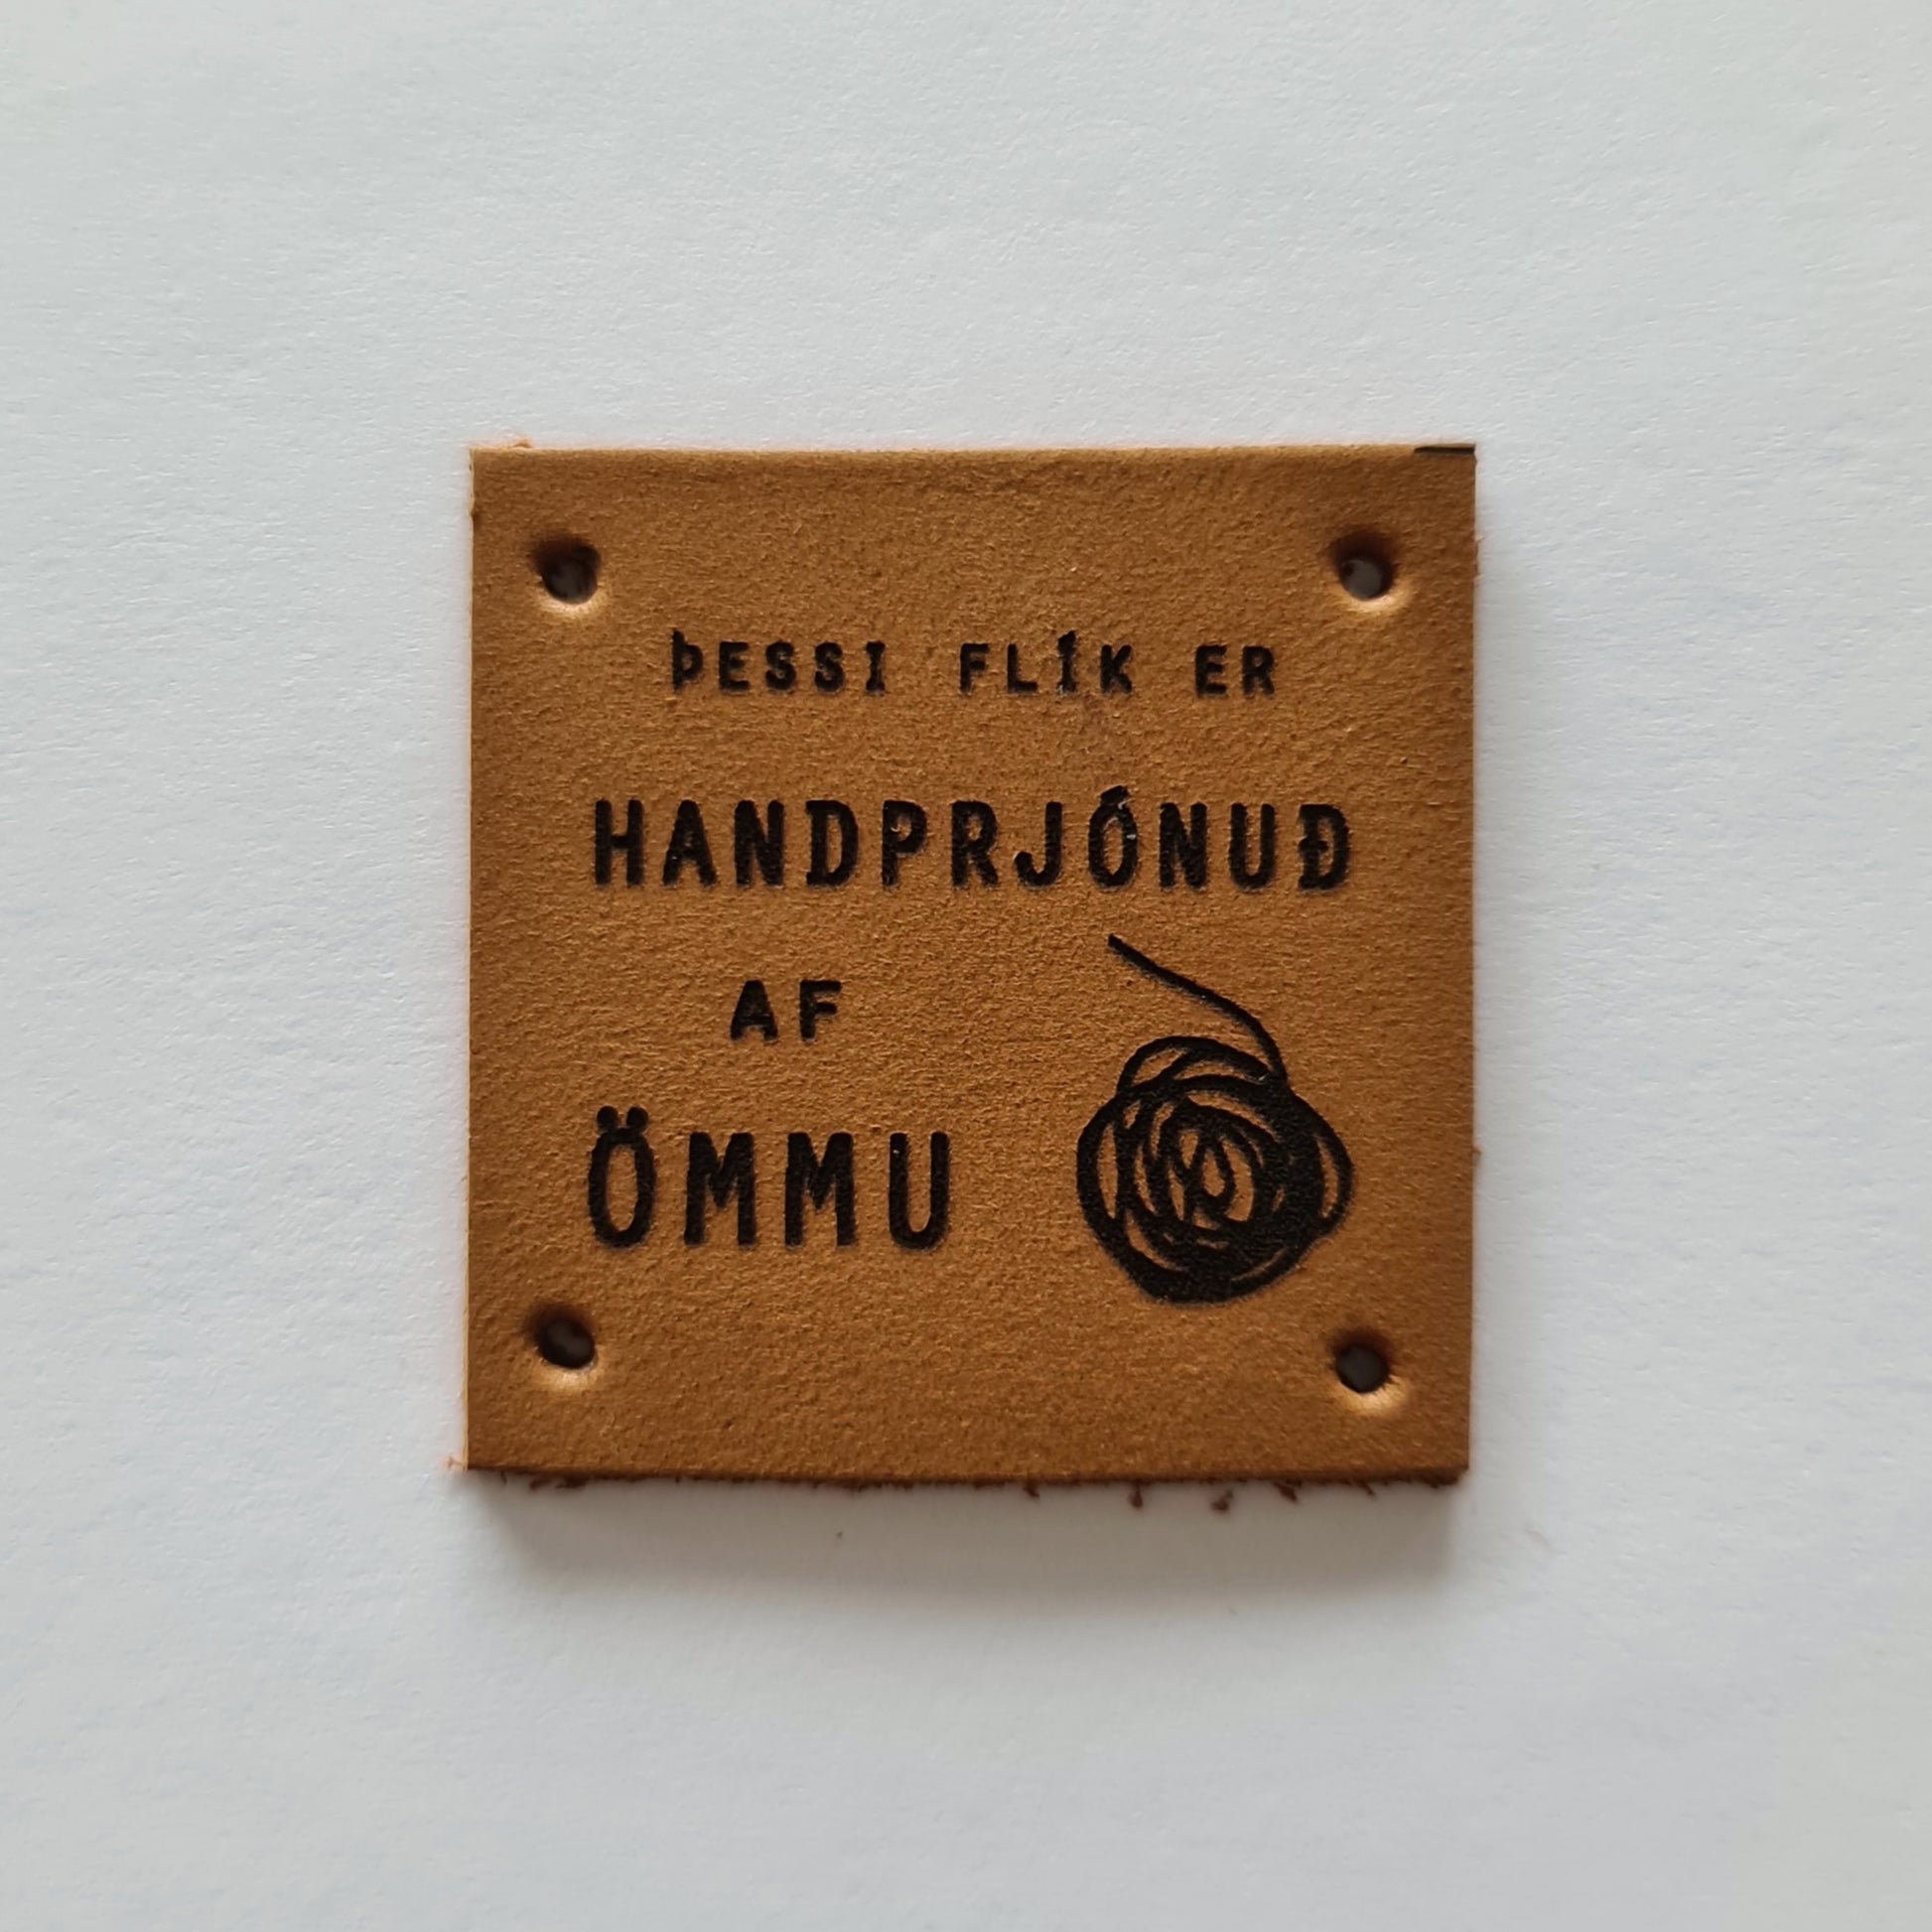 ÞESSI FLÍK ER
HANDPRJÓNUÐ
AF
ÖMMU